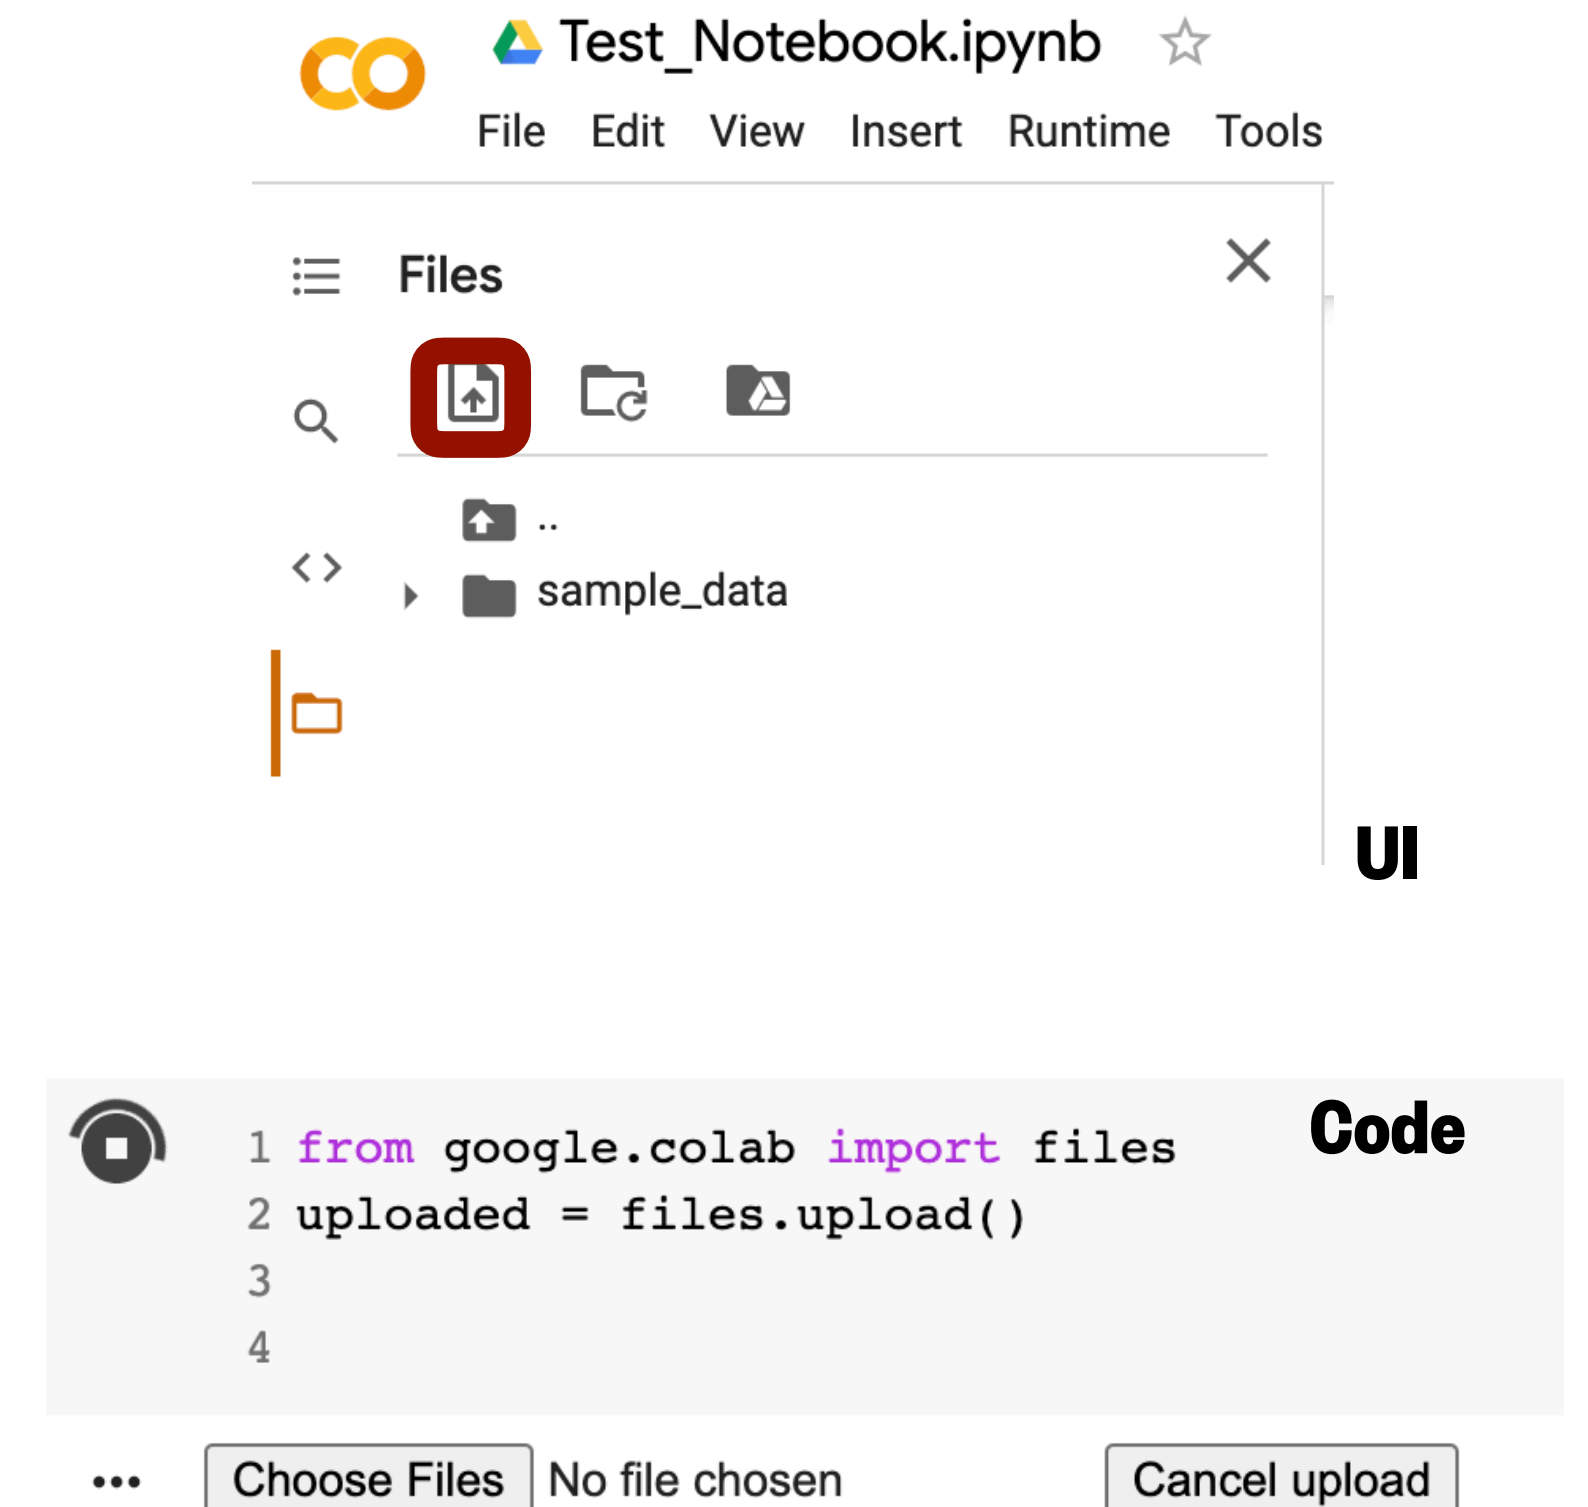 Test_Notebook.ipynb
File Edit View Insert Runtime Tools
Files
..
sample_data
UI
Code
1 from google.colab import files
2 uploaded = files.upload()
3
4
Choose Files No file chosen Cancel upload